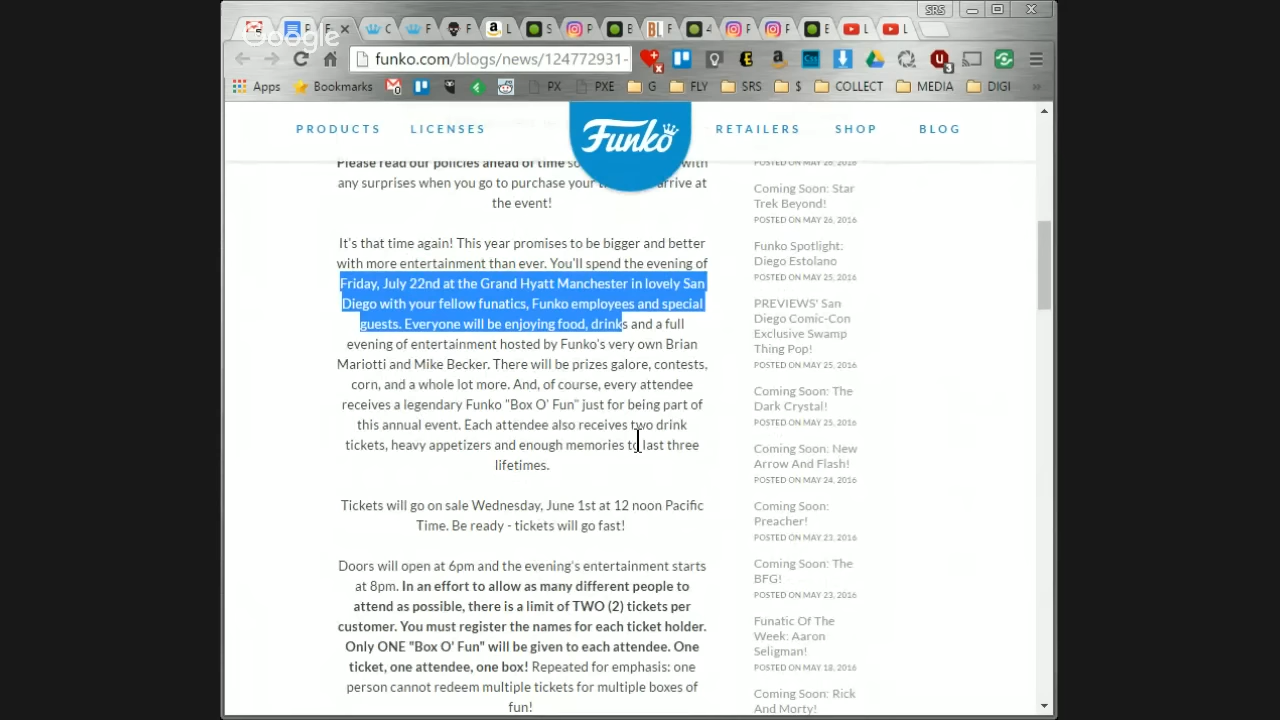 SRS
Google
funko.com/blogs/news/124772931-
Apps
Bookmarks
PX
PXE
G
FLY
SRS
$
COLLECT
MEDIA
DIGI
PRODUCTS
LICENSES
Funko
RETAILERS
SHOP
BLOG
Please read our policies ahead of time
with
any surprises when you go to purchase your
arrive at
the event!
It's that time again! This year promises to be bigger and better
with more entertainment than ever. You'll spend the evening of
Friday, July 22nd at the Grand Hyatt Manchester in lovely San
Diego with your fellow funatics, Funko employees and special
guests. Everyone will be enjoying food, drinks and a full
evening of entertainment hosted by Funko's very own Brian
Mariotti and Mike Becker. There will be prizes galore, contests,
corn, and a whole lot more. And, of course, every attendee
receives a legendary Funko "Box O' Fun" just for being part of
this annual event. Each attendee also receives two drink
tickets, heavy appetizers and enough memories to last three
lifetimes.
Tickets will go on sale Wednesday, June 1st at 12 noon Pacific
Time. Be ready - tickets will go fast!
Doors will open at 6pm and the evening's entertainment starts
at 8pm. In an effort to allow as many different people to
attend as possible, there is a limit of TWO (2) tickets per
customer. You must register the names for each ticket holder.
Only ONE "Box O' Fun" will be given to each attendee. One
ticket, one attendee, one box! Repeated for emphasis: one
person cannot redeem multiple tickets for multiple boxes of
fun!
POSTED ON MAY 26, 2016
Coming Soon: Star
Trek Beyond!
POSTED ON MAY 26, 2016
Funko Spotlight:
Diego Estolano
POSTED ON MAY 25, 2016
PREVIEWS' San
Diego Comic-Con
Exclusive Swamp
Thing Pop!
POSTED ON MAY 25, 2016
Coming Soon: The
Dark Crystal!
POSTED ON MAY 25, 2016
Coming Soon: New
Arrow And Flash!
POSTED ON MAY 24, 2016
Coming Soon:
Preacher!
POSTED ON MAY 23, 2016
Coming Soon: The
BFG!
POSTED ON MAY 23, 2016
Funatic Of The
Week: Aaron
Seligman!
POSTED ON MAY 18, 2016
Coming Soon: Rick
And Morty!